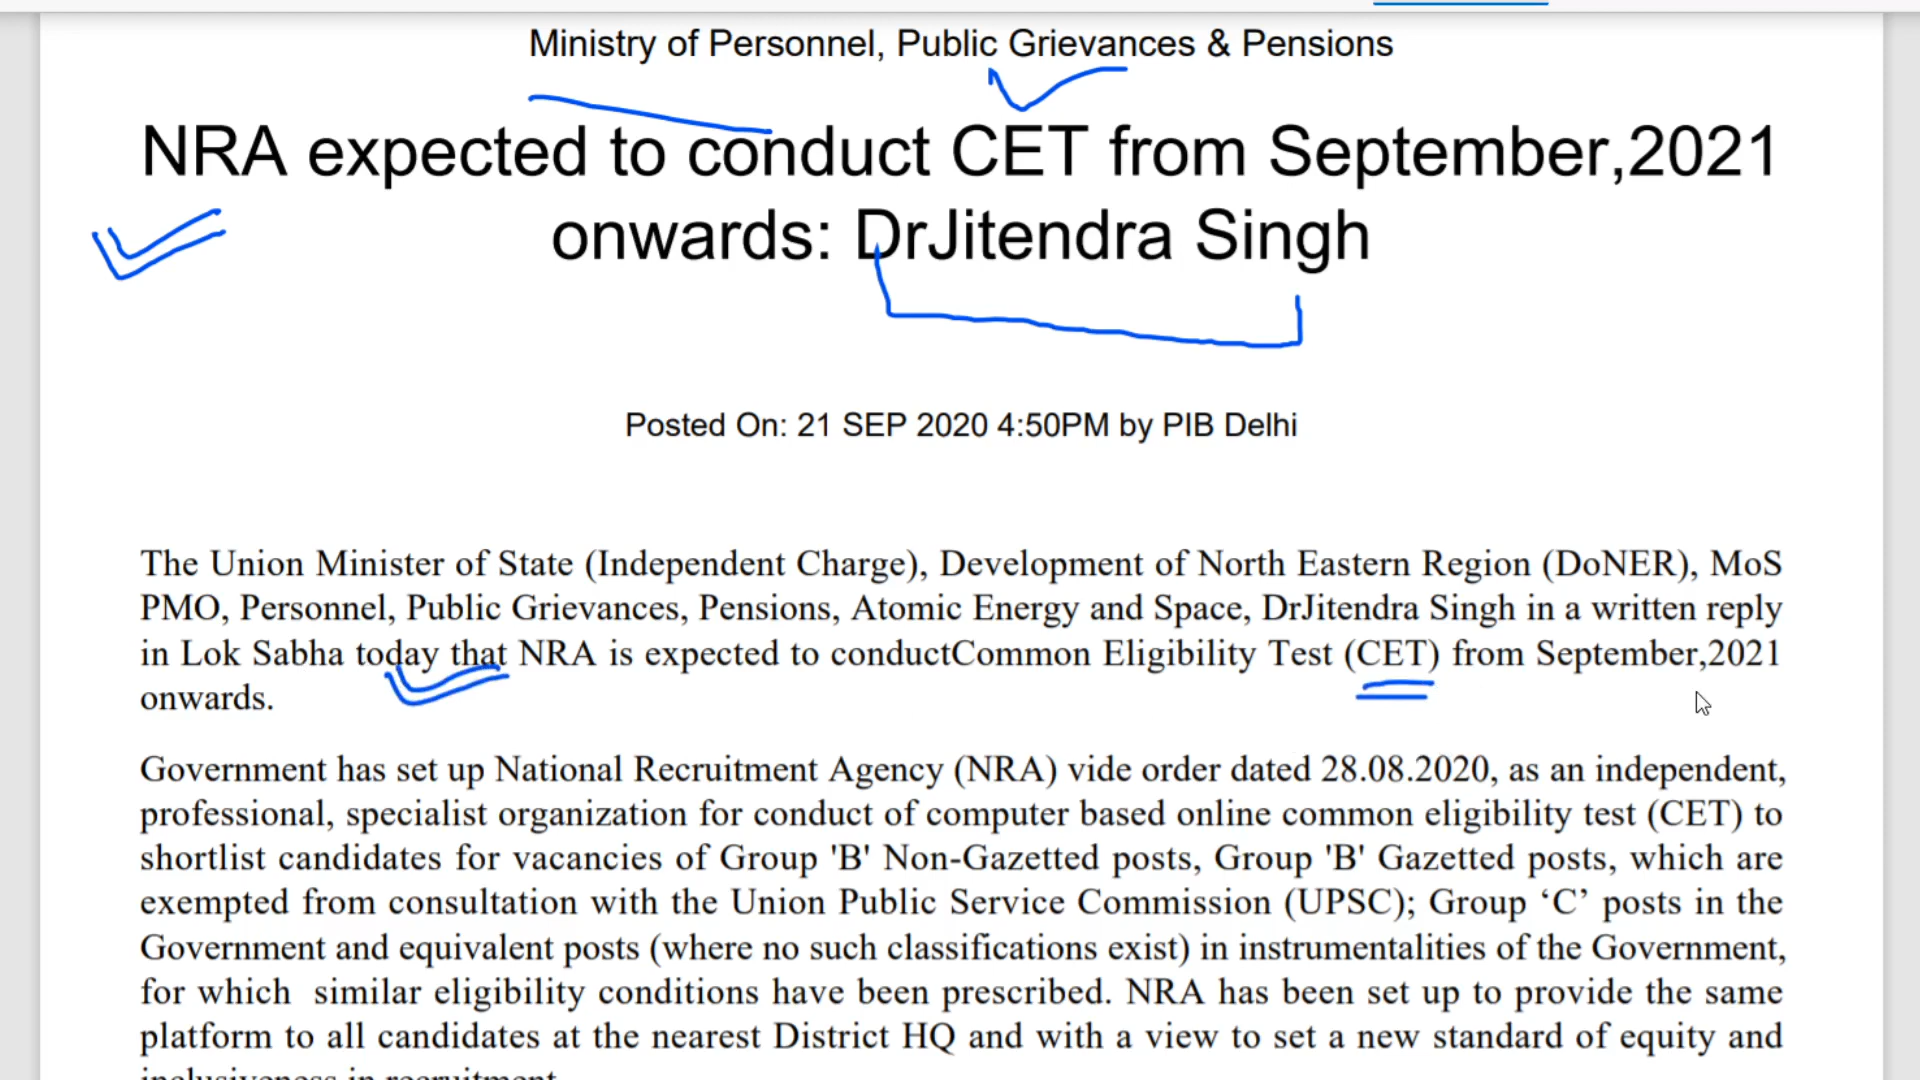 Ministry of Personnel, Public Grievances & Pensions
NRA expected to conduct CET from September,2021
onwards: DrJitendra Singh
Posted On: 21 SEP 2020 4:50PM by PIB Delhi
The Union Minister of State (Independent Charge), Development of North Eastern Region (DoNER), MoS
PMO, Personnel, Public Grievances, Pensions, Atomic Energy and Space, DrJitendra Singh in a written reply
in Lok Sabha today that NRA is expected to conductCommon Eligibility Test (CET) from September,2021
onwards.
Government has set up National Recruitment Agency (NRA) vide order dated 28.08.2020, as an independent,
professional, specialist organization for conduct of computer based online common eligibility test (CET) to
shortlist candidates for vacancies of Group 'B' Non-Gazetted posts, Group 'B' Gazetted posts, which are
exempted from consultation with the Union Public Service Commission (UPSC); Group ‘C’ posts in the
Government and equivalent posts (where no such classifications exist) in instrumentalities of the Government,
for which similar eligibility conditions have been prescribed. NRA has been set up to provide the same
platform to all candidates at the nearest District HQ and with a view to set a new standard of equity and
inclusiveness in recruitment.